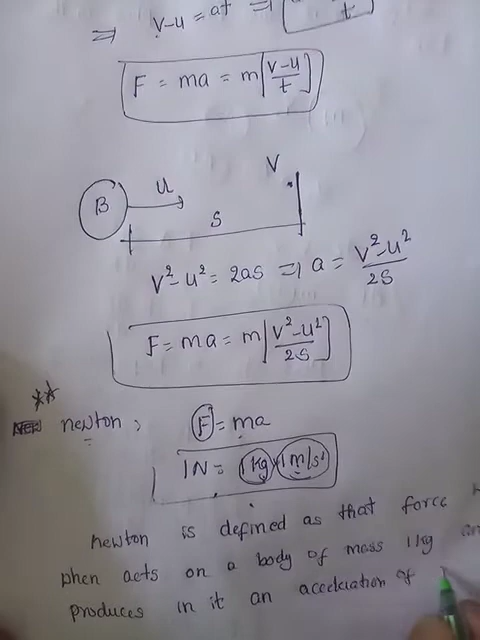 ⇒ v-u = at ⇒
t
F = ma = m[v-u/t]
B u V
S
v²-u² = 2as ⇒ a = v²-u²/2s
F = ma = m[v²-u²/2s]
**
newton; F = ma
1N = 1kg × 1m/s²
newton is defined as that force
when acts on a body of mass 1kg
produces in it an acceleration of